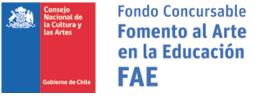 Consejo
Nacional de
la Cultura y
las Artes
Gobierno de Chile
Fondo Concursable
Fomento al Arte
en la Educación
FAE